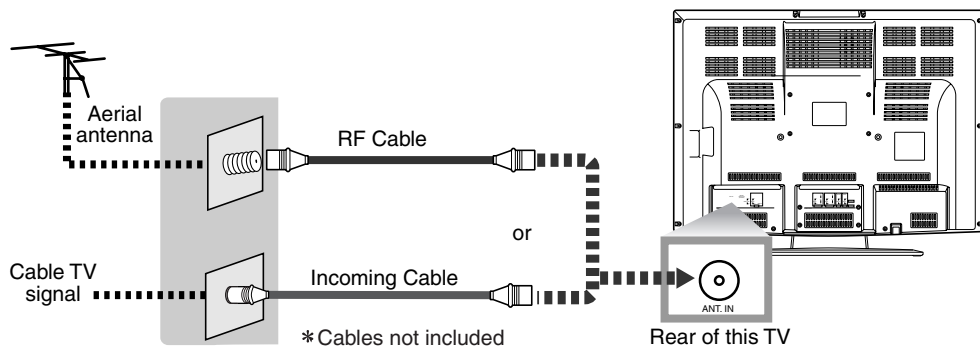 Aerial
antenna
RF Cable
or
Cable TV
signal
Incoming Cable
ANT. IN
*Cables not included
Rear of this TV